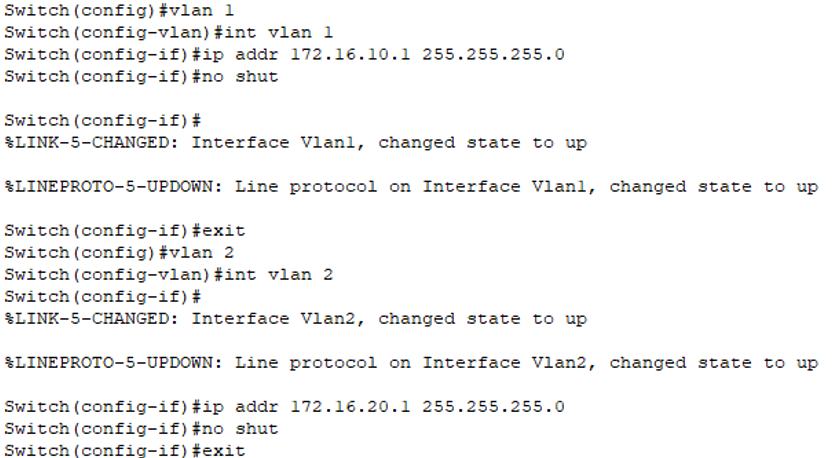 Switch(config)#vlan 1
Switch(config-vlan)#int vlan 1
Switch(config-if)#ip addr 172.16.10.1 255.255.255.0
Switch(config-if)#no shut
Switch(config-if)#
%LINK-5-CHANGED: Interface Vlan1, changed state to up
%LINEPROTO-5-UPDOWN: Line protocol on Interface Vlan1, changed state to up
Switch(config-if)#exit
Switch(config)#vlan 2
Switch(config-vlan)#int vlan 2
Switch(config-if)#
%LINK-5-CHANGED: Interface Vlan2, changed state to up
%LINEPROTO-5-UPDOWN: Line protocol on Interface Vlan2, changed state to up
Switch(config-if)#ip addr 172.16.20.1 255.255.255.0
Switch(config-if)#no shut
Switch(config-if)#exit